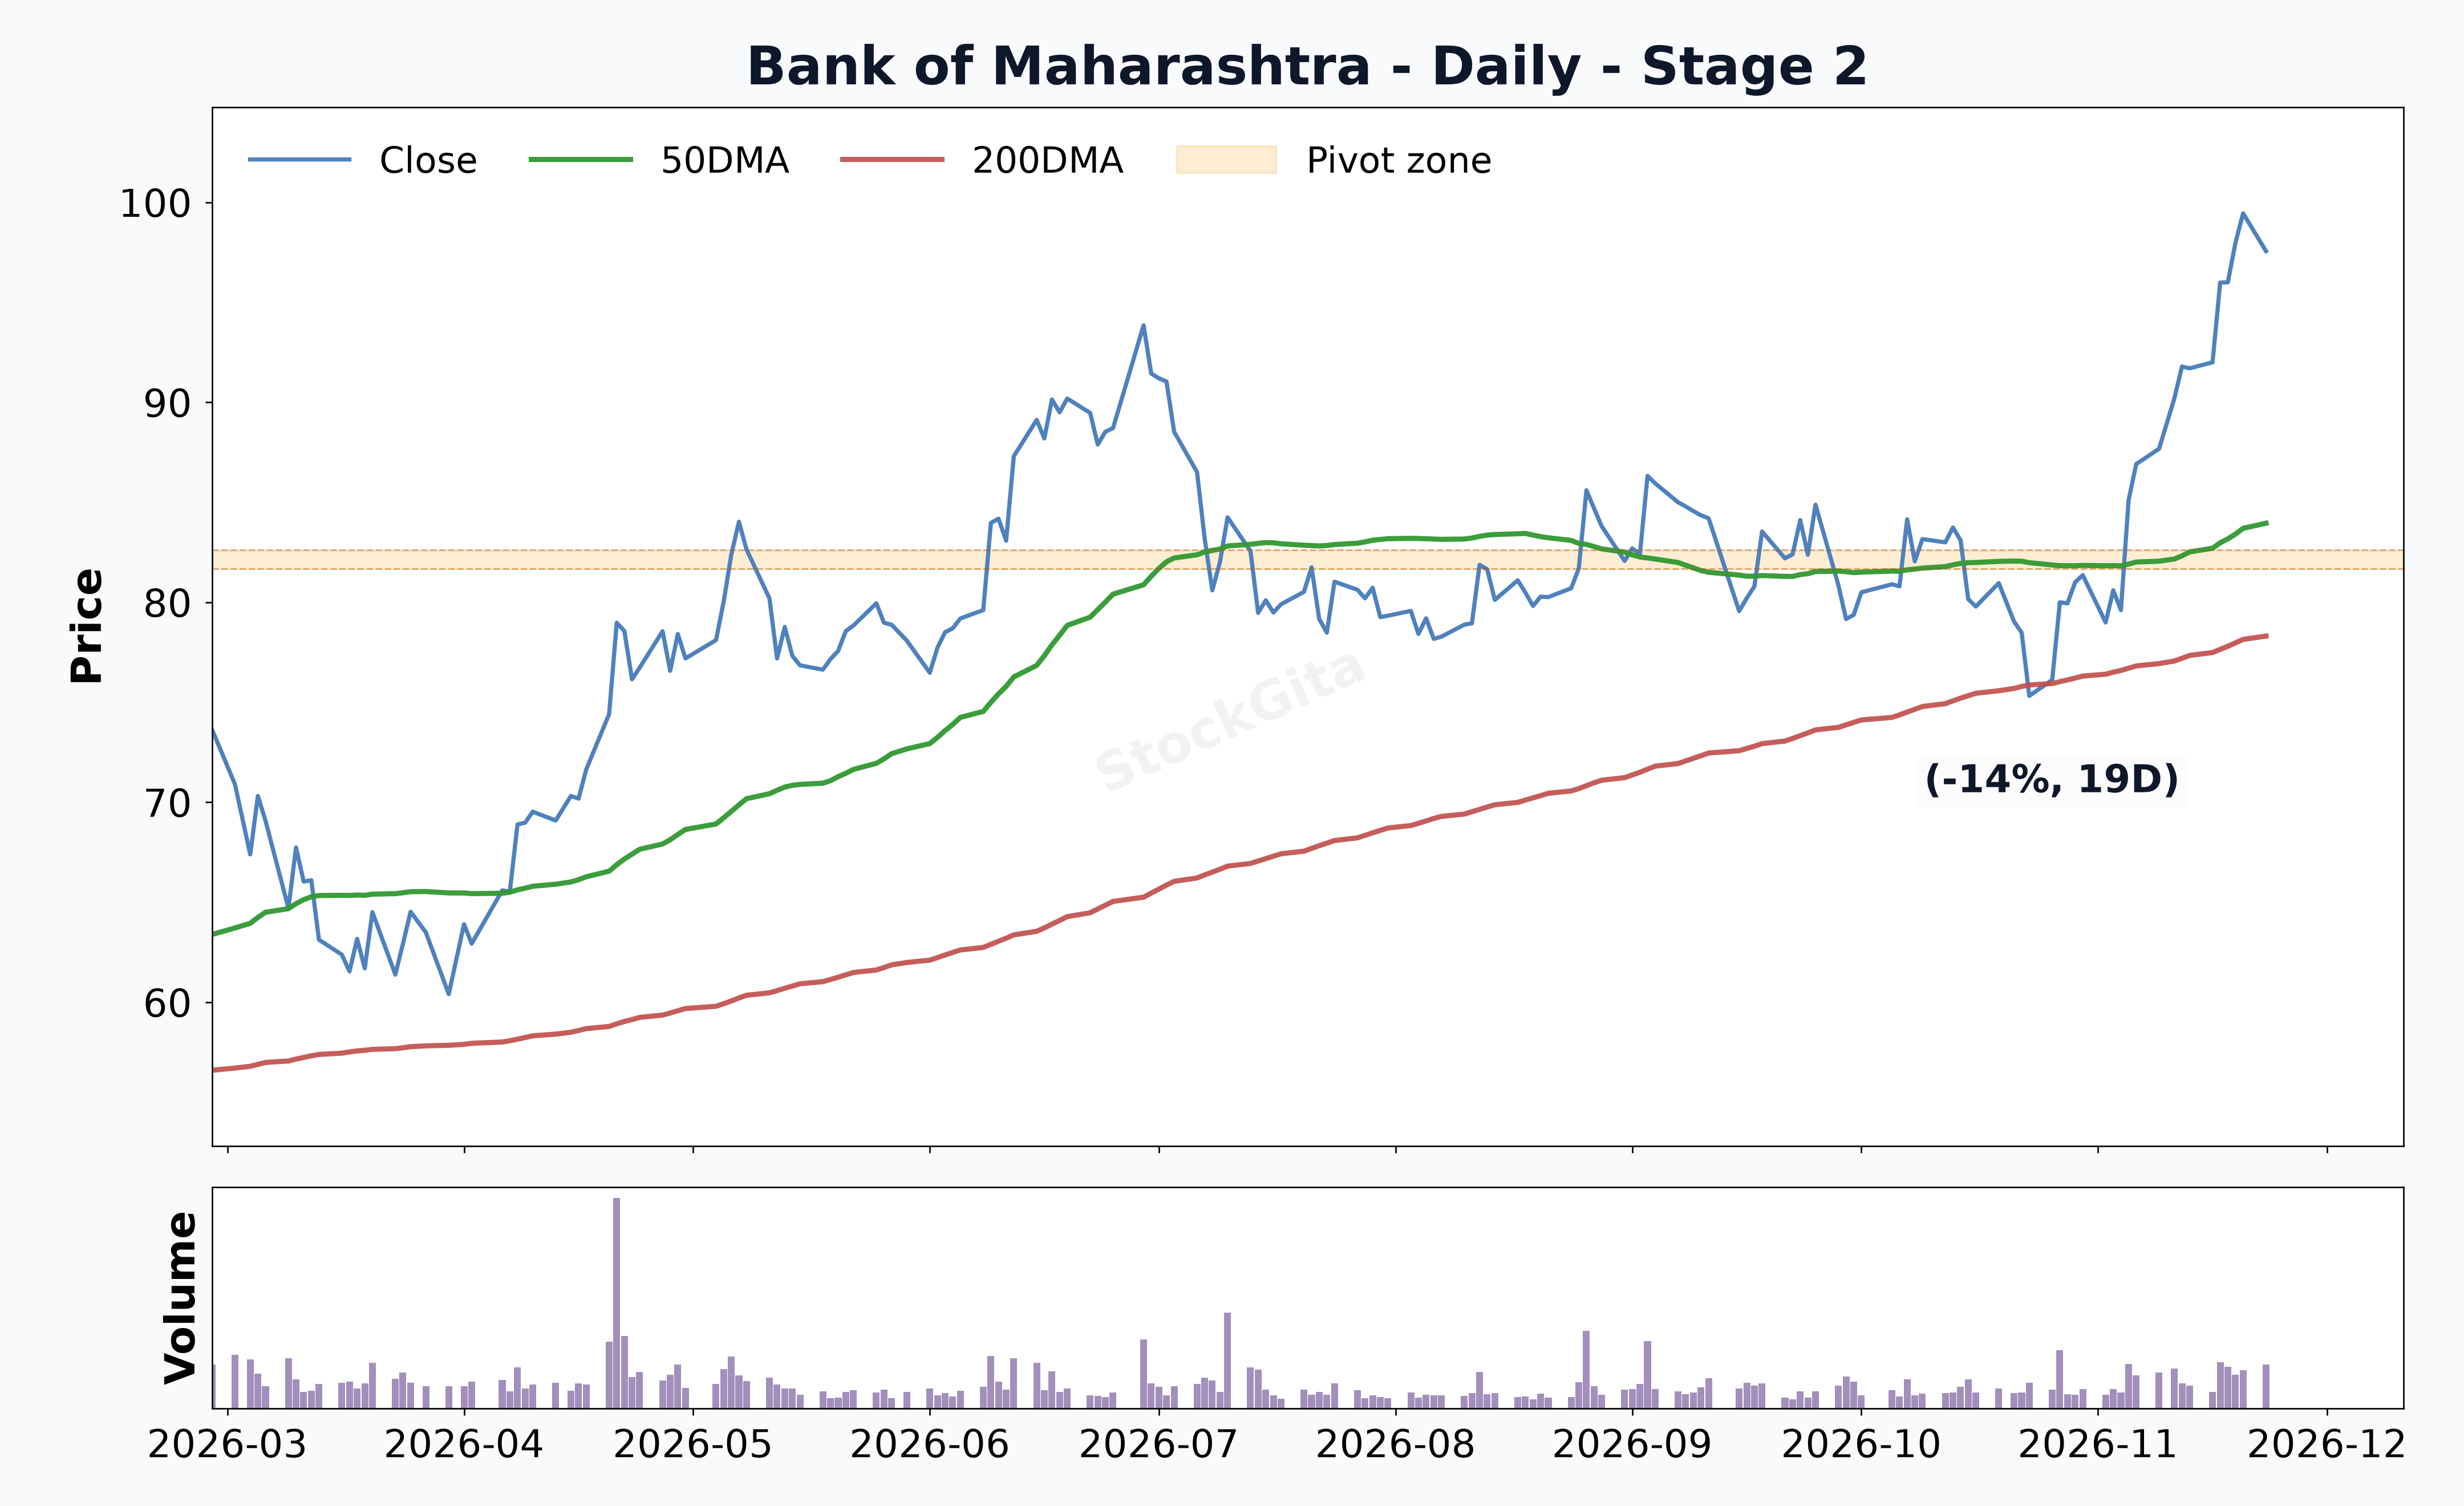 Bank of Maharashtra - Daily - Stage 2
Close 50DMA 200DMA Pivot zone
100
90
80
70
60
Price
StockGita
(-14%, 19D)
Volume
2026-03 2026-04 2026-05 2026-06 2026-07 2026-08 2026-09 2026-10 2026-11 2026-12